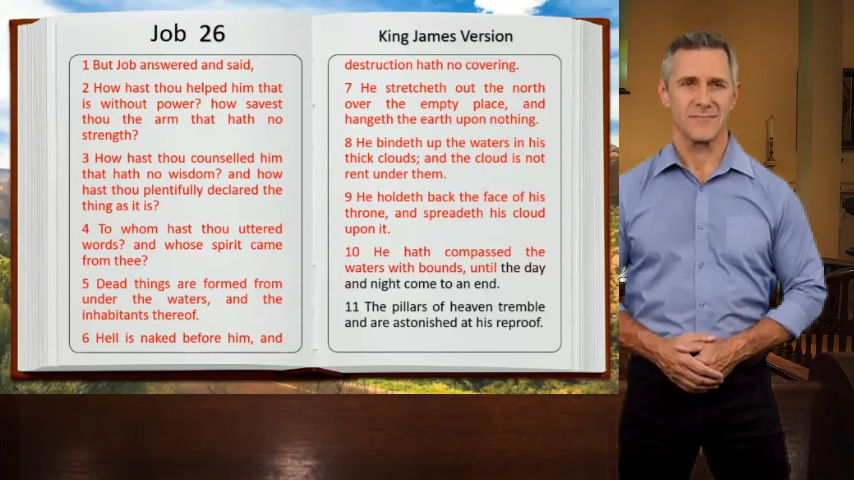 Job 26
1 But Job answered and said,
2 How hast thou helped him that
is without power? how savest
thou the arm that hath no
strength?
3 How hast thou counselled him
that hath no wisdom? and how
hast thou plentifully declared the
thing as it is?
4 To whom hast thou uttered
words? and whose spirit came
from thee?
5 Dead things are formed from
under the waters, and the
inhabitants thereof.
6 Hell is naked before him, and
King James Version
destruction hath no covering.
7 He stretcheth out the north
over the empty place, and
hangeth the earth upon nothing.
8 He bindeth up the waters in his
thick clouds; and the cloud is not
rent under them.
9 He holdeth back the face of his
throne, and spreadeth his cloud
upon it.
10 He hath compassed the
waters with bounds, until the day
and night come to an end.
11 The pillars of heaven tremble
and are astonished at his reproof.